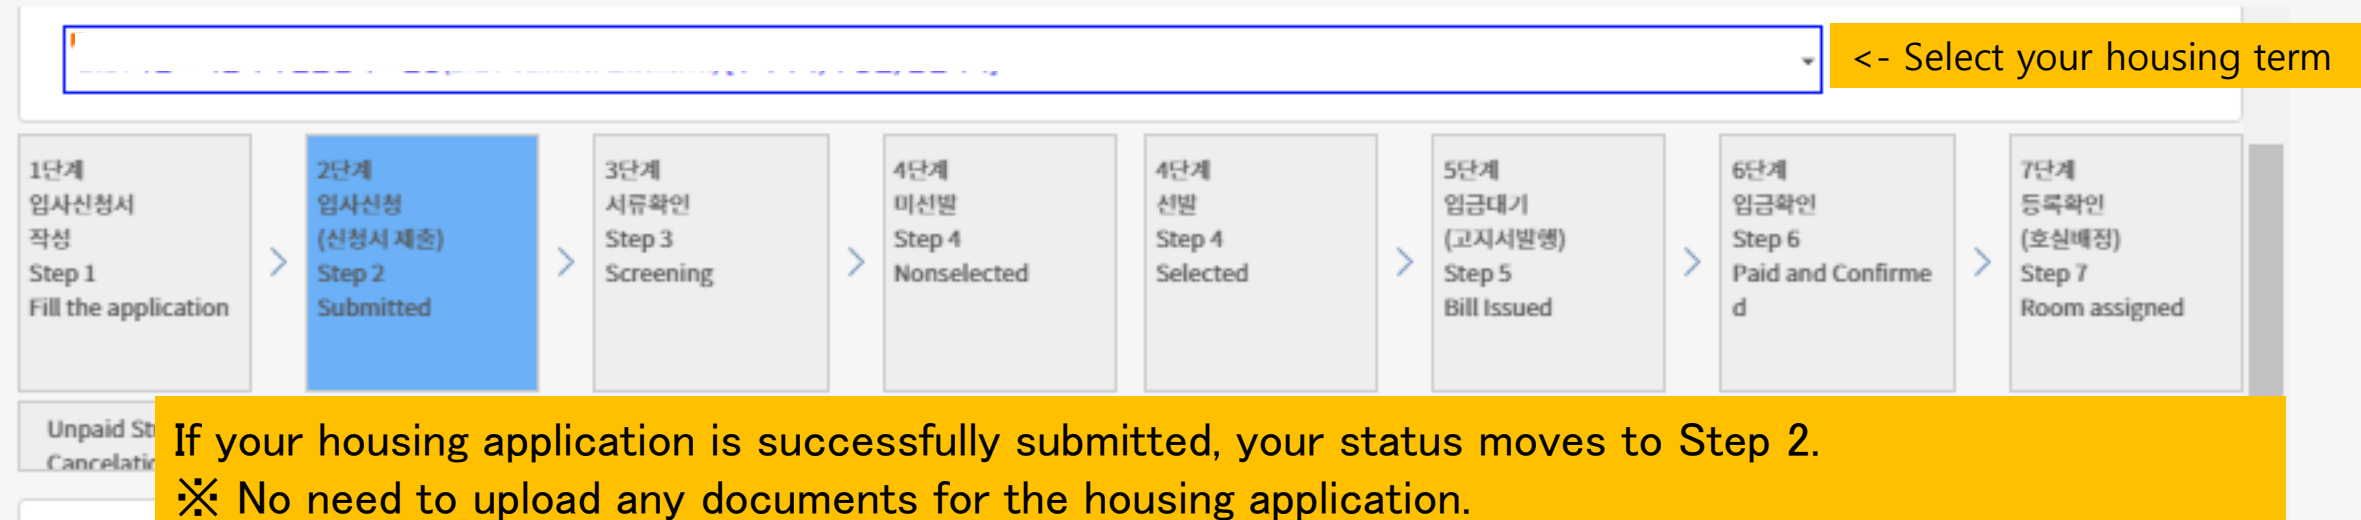 <- Select your housing term
1단계
입사신청서
작성
Step 1
Fill the application
2단계
입사신청
(신청서 제출)
Step 2
Submitted
3단계
서류확인
Step 3
Screening
4단계
미선발
Step 4
Nonselected
4단계
선발
Step 4
Selected
5단계
입금대기
(고지서발행)
Step 5
Bill Issued
6단계
입금확인
Step 6
Paid and Confirme
d
7단계
등록확인
(호실배정)
Step 7
Room assigned
Unpaid
If your housing application is successfully submitted, your status moves to Step 2.
※ No need to upload any documents for the housing application.